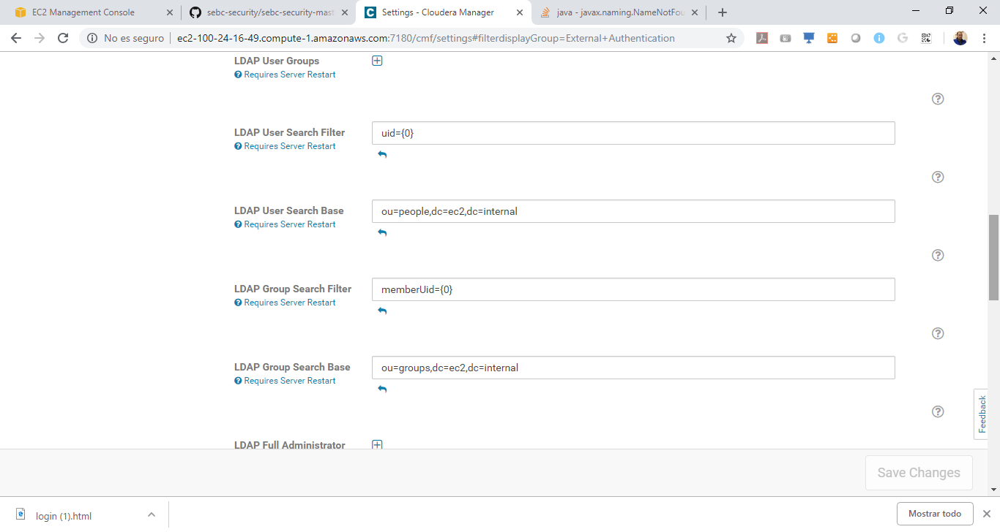 EC2 Management Console
sebc-security/sebc-security-mast
Settings - Cloudera Manager
java - javax.naming.NameNotFou
No es seguro
ec2-100-24-16-49.compute-1.amazonaws.com:7180/cmf/settings#filterdisplayGroup=External+Authentication
LDAP User Groups
Requires Server Restart
LDAP User Search Filter
Requires Server Restart
uid={0}
LDAP User Search Base
Requires Server Restart
ou=people,dc=ec2,dc=internal
LDAP Group Search Filter
Requires Server Restart
memberUid={0}
LDAP Group Search Base
Requires Server Restart
ou=groups,dc=ec2,dc=internal
Feedback
LDAP Full Administrator
Save Changes
login (1).html
Mostrar todo